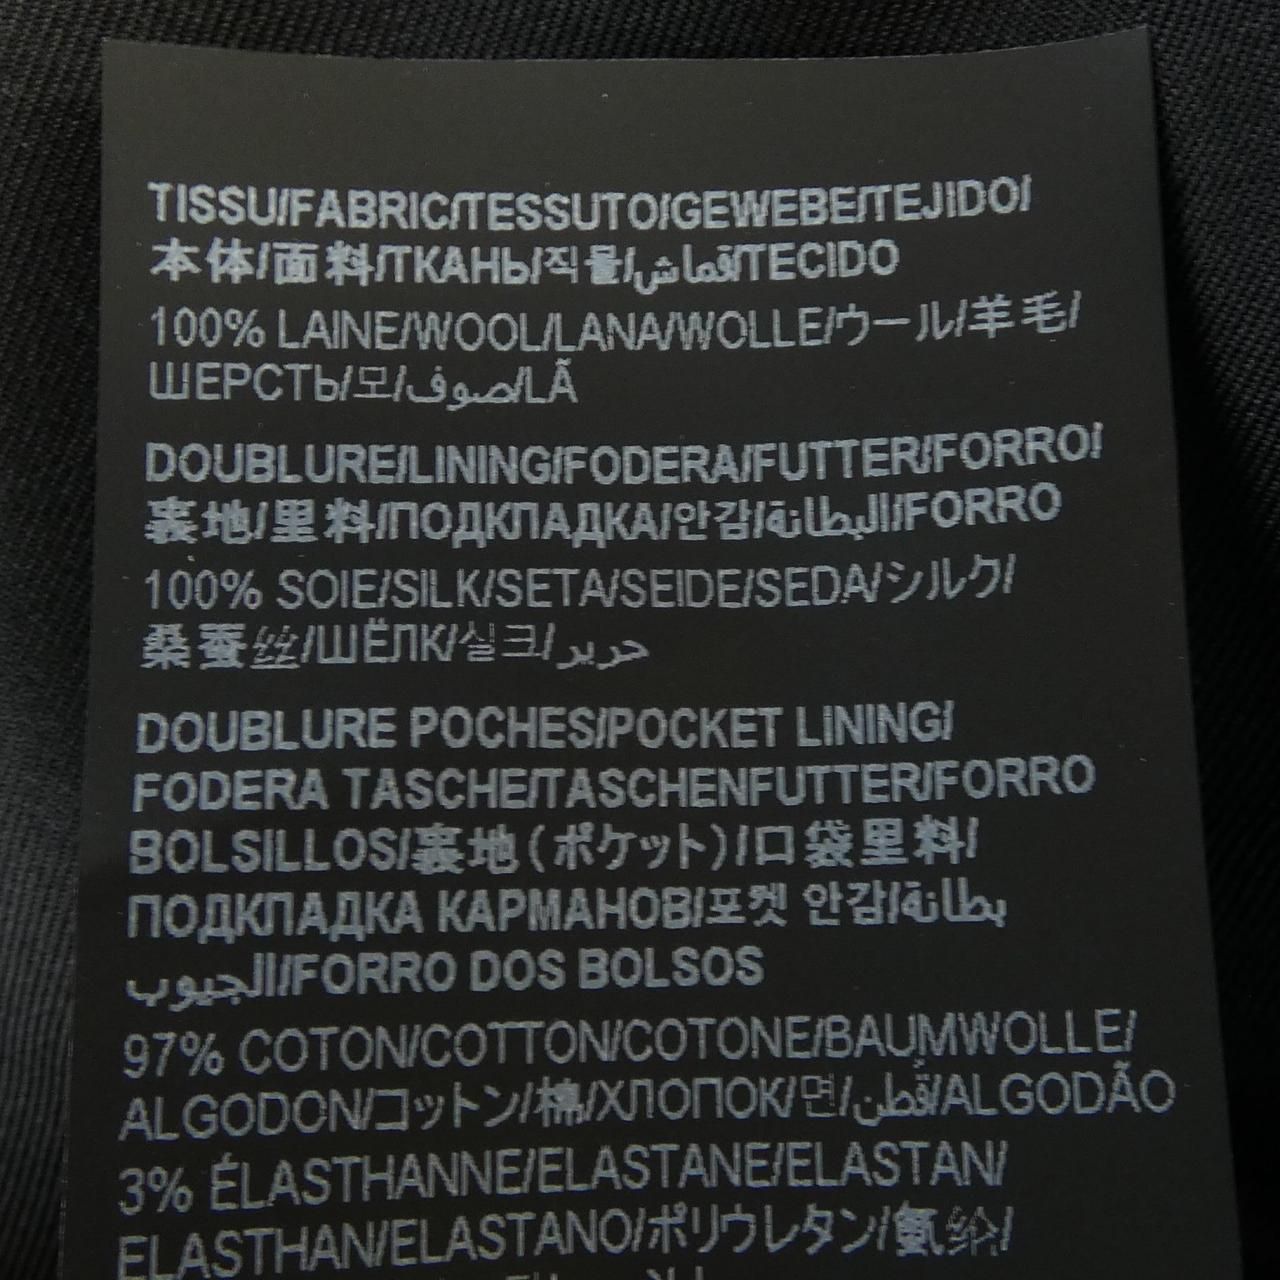 TISSU/FABRIC/TESSUTO/GEWEBE/TEJIDO/
本体/面料/ТКАНЬ/직물/قماش/TECIDO
100% LAINE/WOOL/LANA/WOLLE/ウール/羊毛/
ШЕРСТЬ/모/صوف/LÃ
DOUBLURE/LINING/FODERA/FUTTER/FORRO/
裏地/里料/ПОДКЛАДКА/안감/البطانة/FORRO
100% SOIE/SILK/SETA/SEIDE/SEDA/シルク/
桑蚕丝/ШЁЛК/실크/حرير
DOUBLURE POCHES/POCKET LINING/
FODERA TASCHE/TASCHENFUTTER/FORRO
BOLSILLOS/裏地(ポケット)/口袋里料/
ПОДКЛАДКА КАРМАНОВ/포켓 안감/بطانة
الجيوب/FORRO DOS BOLSOS
97% COTON/COTTON/COTONE/BAUMWOLLE/
ALGODON/コットン/棉/ХЛОПОК/면/قُطن/ALGODÃO
3% ÉLASTHANNE/ELASTANE/ELASTAN/
ELASTHAN/ELASTANO/ポリウレタン/氨纶/